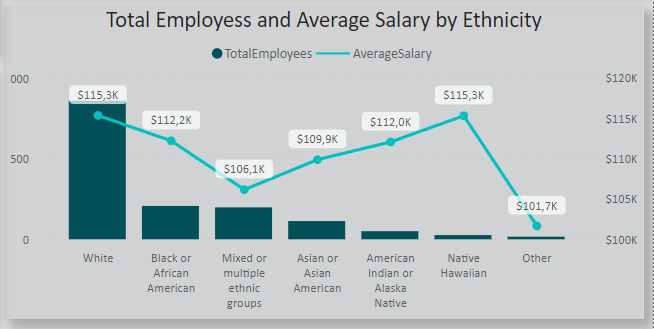 Total Employess and Average Salary by Ethnicity
TotalEmployees AverageSalary
000
500
0
$120K
$115K
$110K
$105K
$100K
$115,3K
$112,2K
$106,1K
$109,9K
$112,0K
$115,3K
$101,7K
White
Black or
African
American
Mixed or
multiple
ethnic
groups
Asian or
Asian
American
American
Indian or
Alaska
Native
Native
Hawaiian
Other